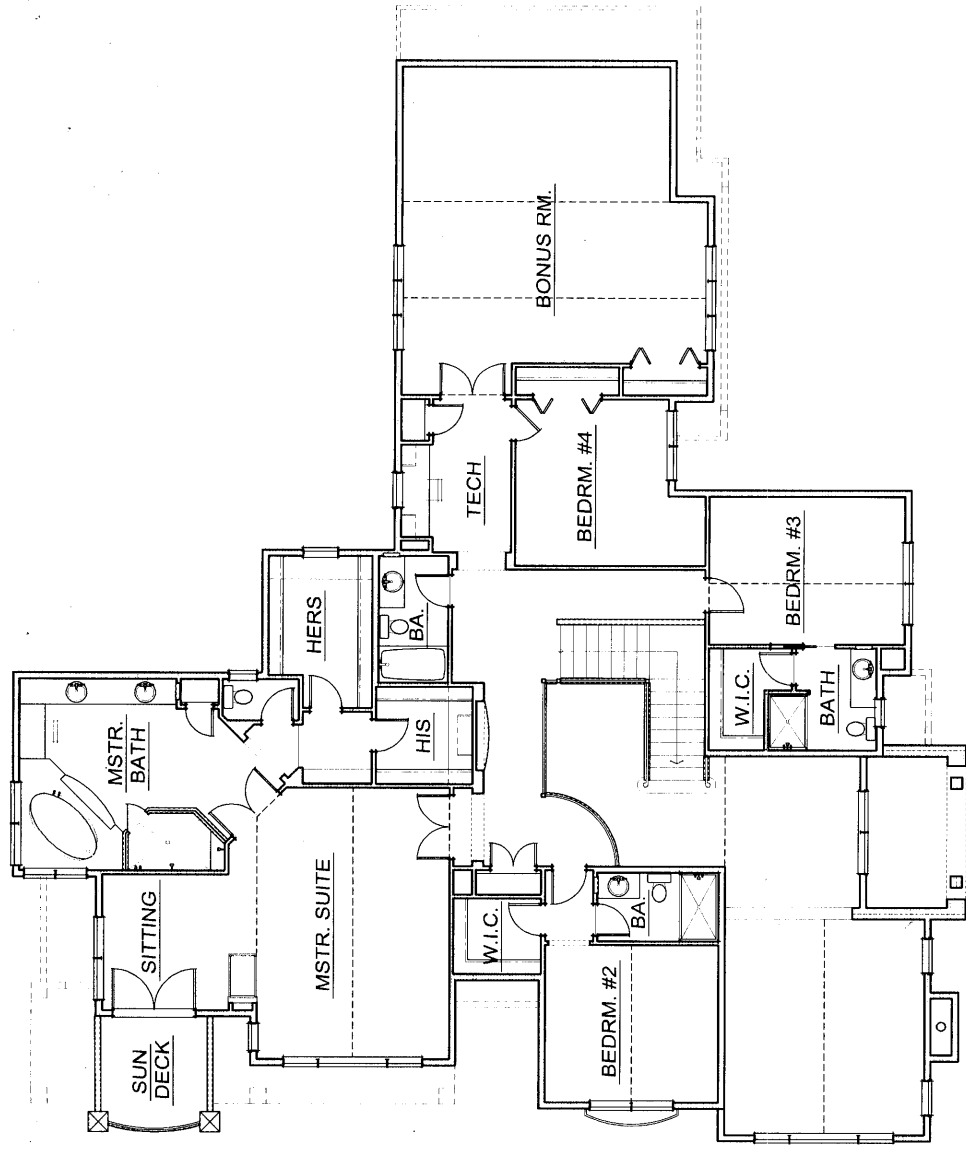 BONUS RM.
TECH
BEDRM. #4
BEDRM. #3
HERS
BA.
W.I.C.
BATH
MSTR.
BATH
HIS
SITTING
MSTR. SUITE
W.I.C.
BA.
SUN
DECK
BEDRM. #2